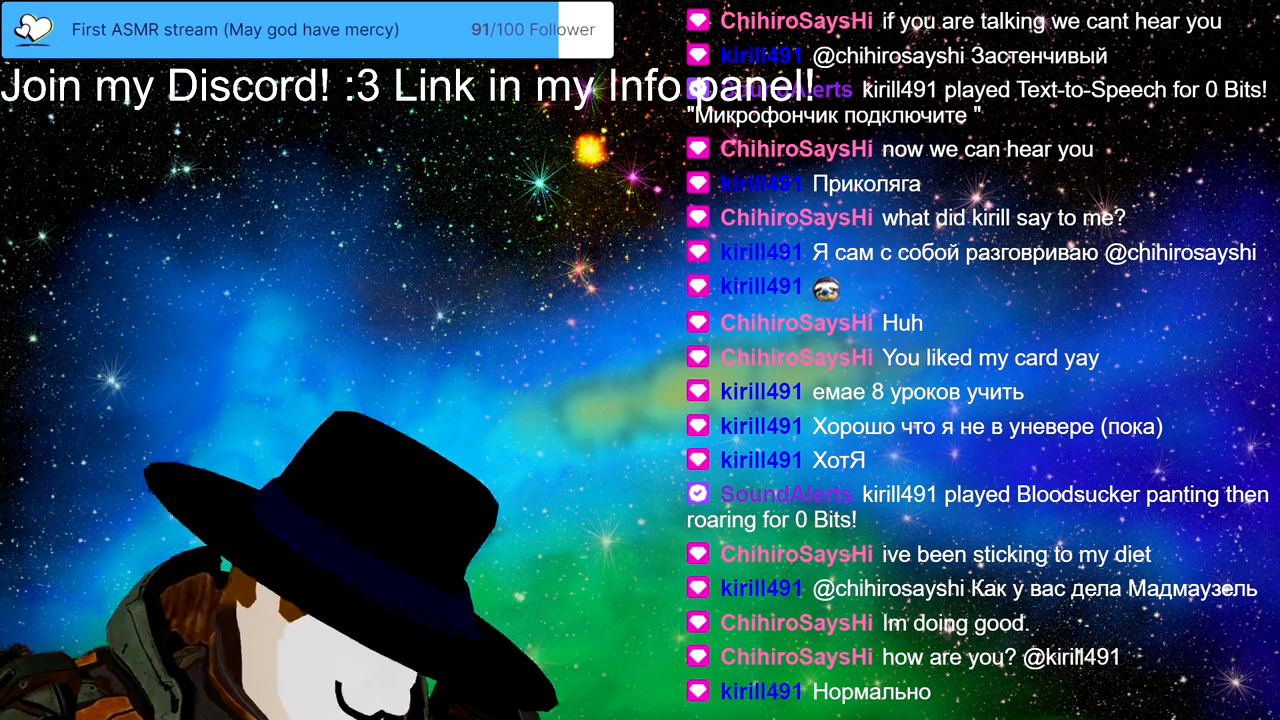 First ASMR stream (May god have mercy) 91/100 Follower
Join my Discord! :3 Link in my Info panel!
ChihiroSaysHi if you are talking we cant hear you
kirill491 @chihirosayshi Застенчивый
SoundAlerts kirill491 played Text-to-Speech for 0 Bits!
"Микрофончик подключите "
ChihiroSaysHi now we can hear you
kirill491 Приколяга
ChihiroSaysHi what did kirill say to me?
kirill491 Я сам с собой разговриваю @chihirosayshi
kirill491
ChihiroSaysHi Huh
ChihiroSaysHi You liked my card yay
kirill491 емае 8 уроков учить
kirill491 Хорошо что я не в уневере (пока)
kirill491 ХотЯ
SoundAlerts kirill491 played Bloodsucker panting then
roaring for 0 Bits!
ChihiroSaysHi ive been sticking to my diet
kirill491 @chihirosayshi Как у вас дела Мадмаузель
ChihiroSaysHi Im doing good.
ChihiroSaysHi how are you? @kirill491
kirill491 Нормально